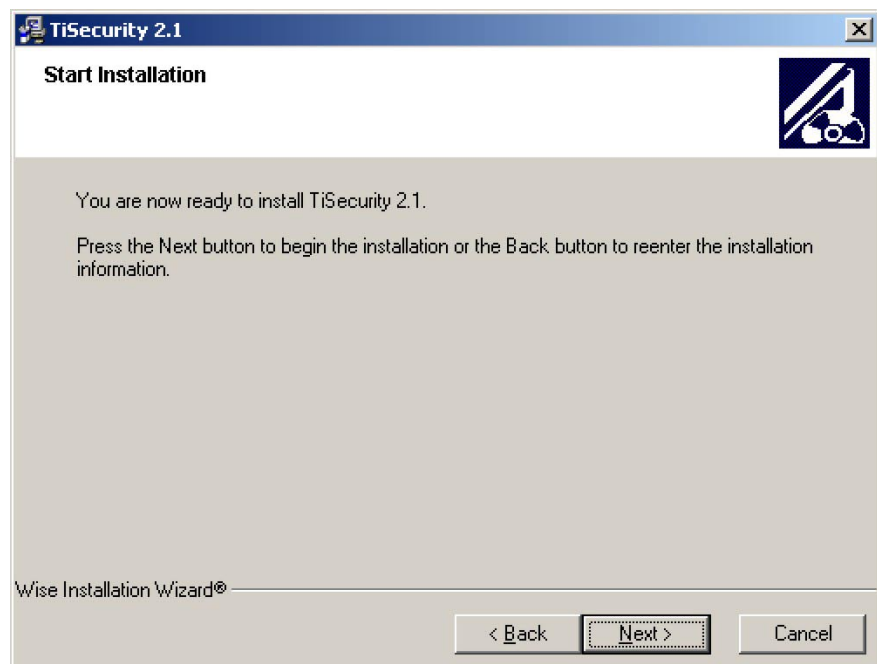 TiSecurity 2.1
Start Installation
You are now ready to install TiSecurity 2.1.
Press the Next button to begin the installation or the Back button to reenter the installation
information.
Wise Installation Wizard®
< Back
Next >
Cancel